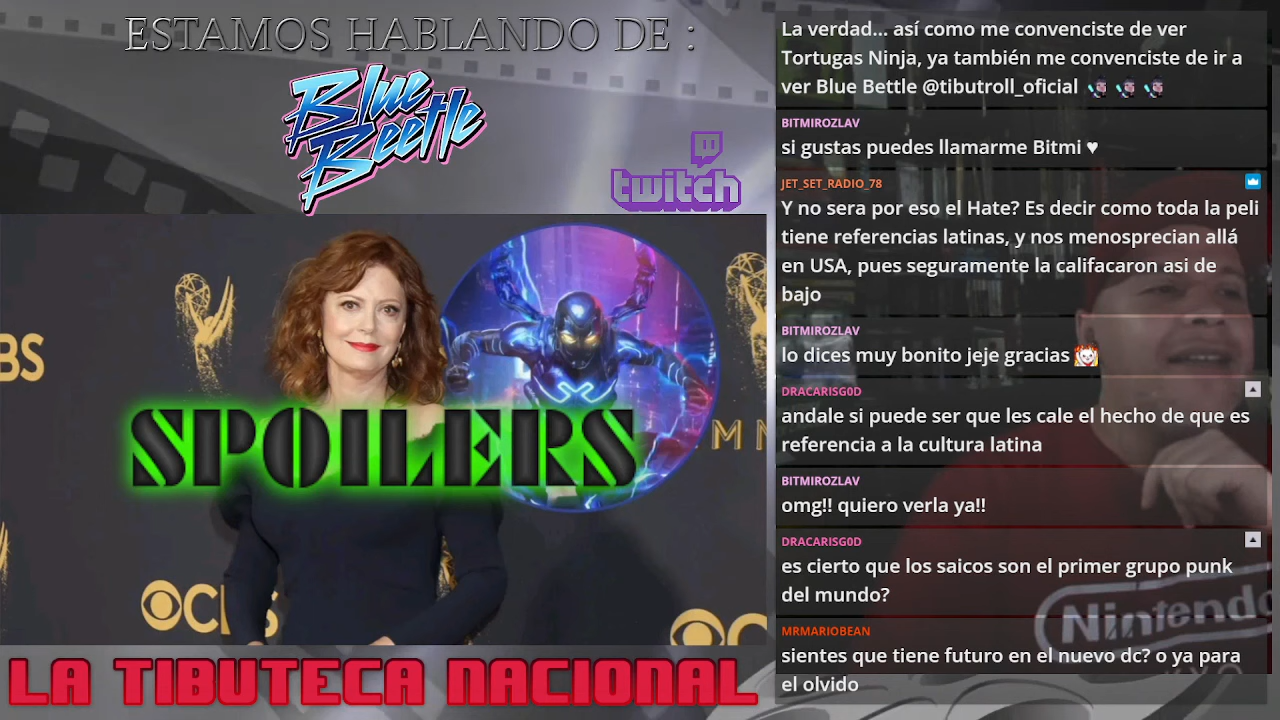 ESTAMOS HABLANDO DE :
Blue
Beetle
twitch
BS
SPOILERS
MM
CBS
LA TIBUTECA NACIONAL
La verdad... así como me convenciste de ver
Tortugas Ninja, ya también me convenciste de ir a
ver Blue Bettle @tibutroll_oficial
BITMIROZLAV
si gustas puedes llamarme Bitmi ♥
JET_SET_RADIO_78
Y no sera por eso el Hate? Es decir como toda la peli
tiene referencias latinas, y nos menosprecian allá
en USA, pues seguramente la califacaron asi de
bajo
BITMIROZLAV
lo dices muy bonito jeje gracias
DRACARISG0D
andale si puede ser que les cale el hecho de que es
referencia a la cultura latina
BITMIROZLAV
omg!! quiero verla ya!!
DRACARISG0D
es cierto que los saicos son el primer grupo punk
del mundo?
MRMARIOBEAN
sientes que tiene futuro en el nuevo dc? o ya para
el olvido
Nintendo